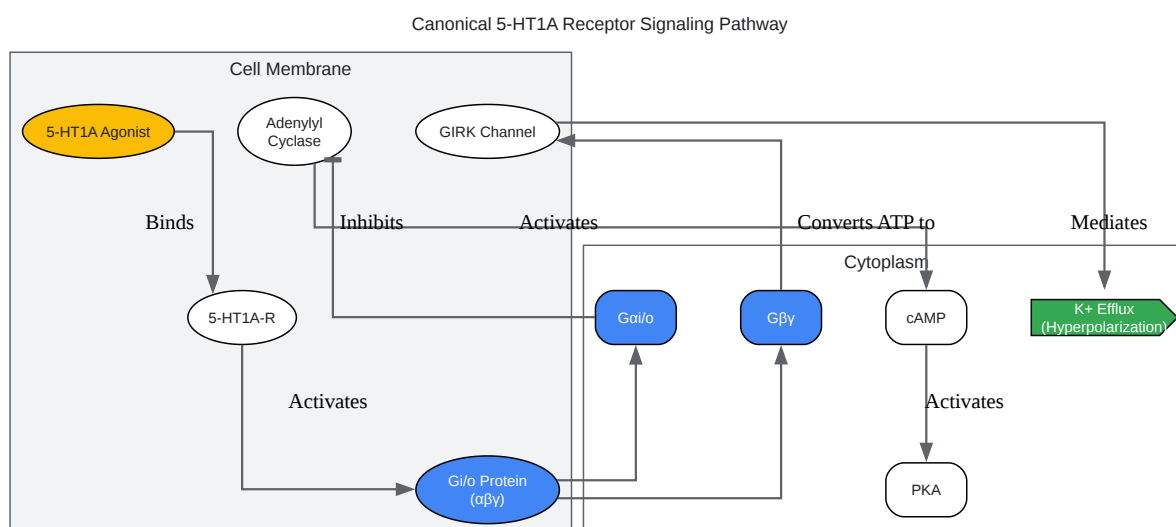 Canonical 5-HT1A Receptor Signaling Pathway
Cell Membrane
5-HT1A Agonist
Adenylyl
Cyclase
GIRK Channel
Binds
Inhibits
Activates
Converts ATP to
Mediates
Cytoplasm
5-HT1A-R
Gαi/o
Gβγ
cAMP
K+ Efflux
(Hyperpolarization)
Activates
Activates
Gi/o Protein
(αβγ)
PKA